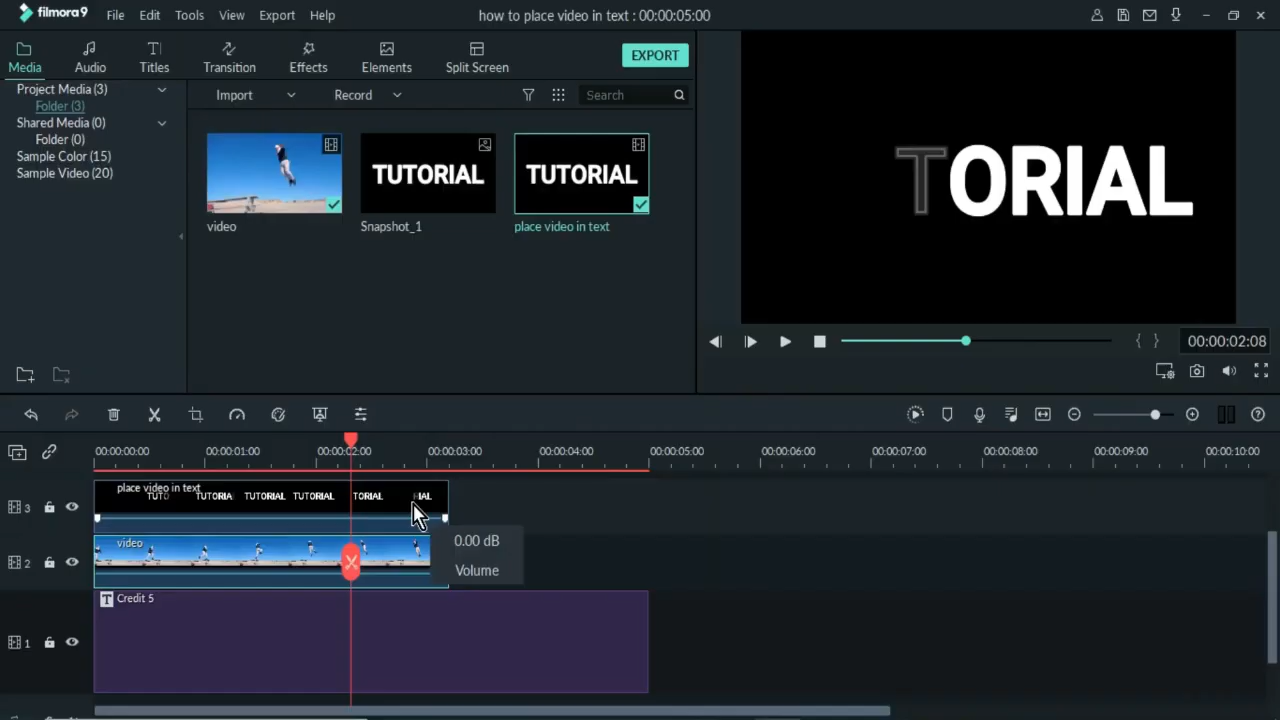 filmora9 File Edit Tools View Export Help how to place video in text : 00:00:05:00
Media Audio Titles Transition Effects Elements Split Screen EXPORT
Project Media (3)
Folder (3)
Shared Media (0)
Folder (0)
Sample Color (15)
Sample Video (20)
Import Record Search
TUTORIAL TUTORIAL
video Snapshot_1 place video in text
TORIAL
00:00:02:08
00:00:00:00 00:00:01:00 00:00:02:00 00:00:03:00 00:00:04:00 00:00:05:00 00:00:06:00 00:00:07:00 00:00:08:00 00:00:09:00 00:00:10:00
3 place video in text
TUTO TUTORIA TUTORIAL TUTORIAL TORIAL IAL
0.00 dB
Volume
2 video
T Credit 5
1